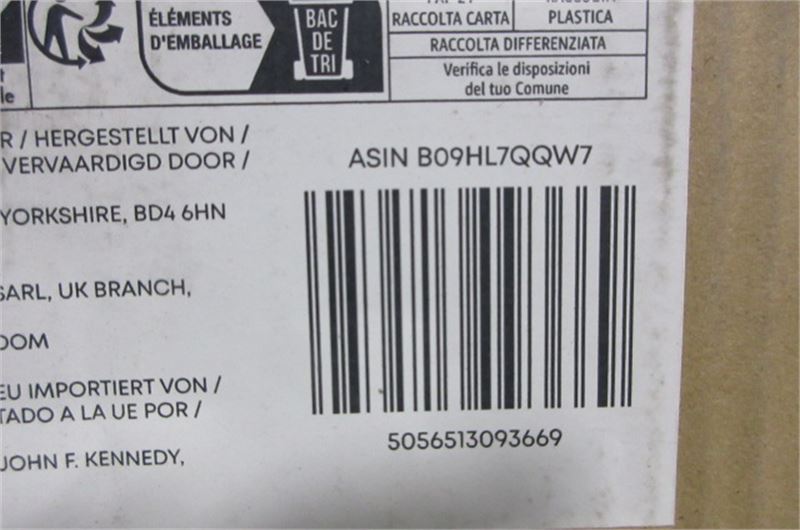 ÉLÉMENTS
D'EMBALLAGE
BAC
DE
TRI
RACCOLTA CARTA
PLASTICA
RACCOLTA DIFFERENZIATA
Verifica le disposizioni
del tuo Comune
R / HERGESTELLT VON /
VERVAARDIGD DOOR /
YORKSHIRE, BD4 6HN
SARL, UK BRANCH,
DOM
EU IMPORTIERT VON /
TADO A LA UE POR /
JOHN F. KENNEDY,
ASIN B09HL7QQW7
5056513093669